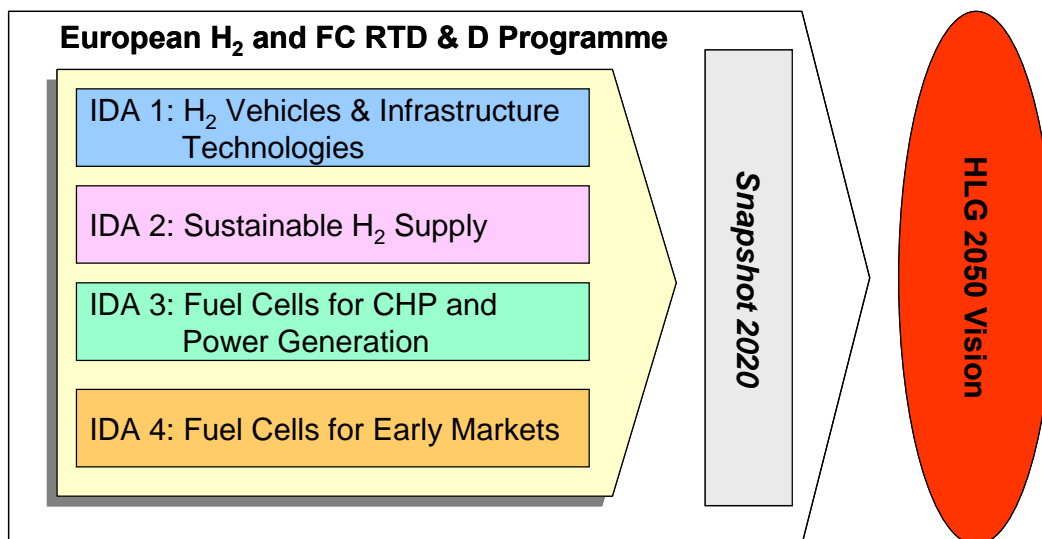 European H₂ and FC RTD & D Programme
IDA 1: H₂ Vehicles & Infrastructure
Technologies
IDA 2: Sustainable H₂ Supply
IDA 3: Fuel Cells for CHP and
Power Generation
IDA 4: Fuel Cells for Early Markets
Snapshot 2020
HLG 2050 Vision